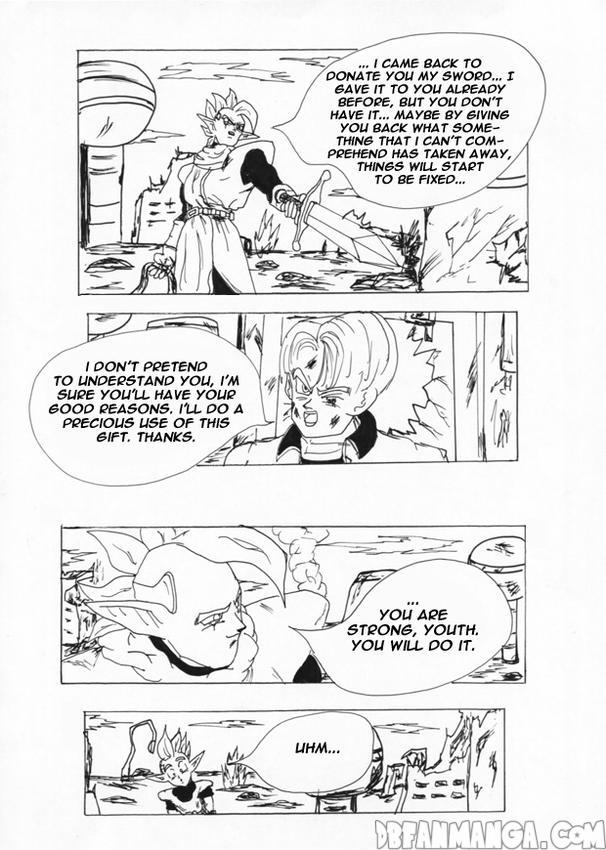 ... I CAME BACK TO
DONATE YOU MY SWORD... I
GAVE IT TO YOU ALREADY
BEFORE, BUT YOU DON'T
HAVE IT... MAYBE BY GIVING
YOU BACK WHAT SOME-
THING THAT I CAN'T COM-
PREHEND HAS TAKEN AWAY,
THINGS WILL START
TO BE FIXED...
I DON'T PRETEND
TO UNDERSTAND YOU, I'M
SURE YOU'LL HAVE YOUR
GOOD REASONS. I'LL DO A
PRECIOUS USE OF THIS
GIFT. THANKS.
...
YOU ARE
STRONG, YOUTH.
YOU WILL DO IT.
UHM...
DBFANMANGA.COM